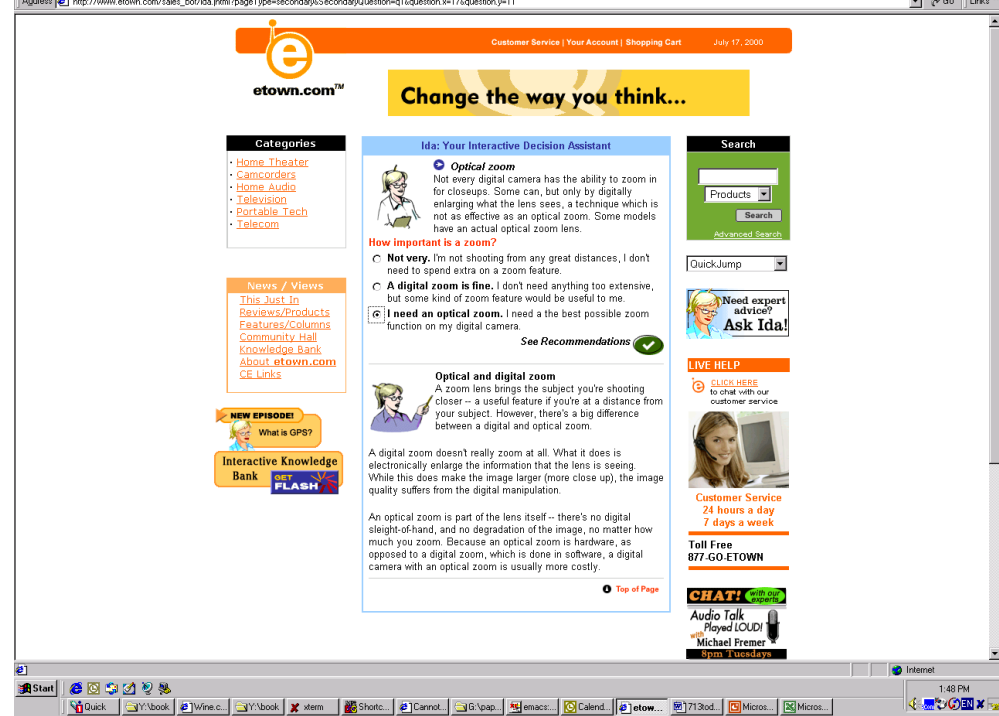 Address http://www.etown.com/sales_bot/ida.jhtml?pageType=secondary&SecondaryQuestion=q1&question.x=17&question.y=11
Go Links
Customer Service | Your Account | Shopping Cart July 17, 2000
e
etown.com™
Change the way you think...
Categories
· Home Theater
· Camcorders
· Home Audio
· Television
· Portable Tech
· Telecom
News / Views
This Just In
Reviews/Products
Features/Columns
Community Hall
Knowledge Bank
About etown.com
CE Links
NEW EPISODE!
What is GPS?
Interactive Knowledge
Bank
GET
FLASH
Ida: Your Interactive Decision Assistant
Optical zoom
Not every digital camera has the ability to zoom in
for closeups. Some can, but only by digitally
enlarging what the lens sees, a technique which is
not as effective as an optical zoom. Some models
have an actual optical zoom lens.
How important is a zoom?
Not very. I'm not shooting from any great distances, I don't
need to spend extra on a zoom feature.
A digital zoom is fine. I don't need anything too extensive,
but some kind of zoom feature would be useful to me.
I need an optical zoom. I need a the best possible zoom
function on my digital camera.
See Recommendations
Optical and digital zoom
A zoom lens brings the subject you're shooting
closer -- a useful feature if you're at a distance from
your subject. However, there's a big difference
between a digital and optical zoom.
A digital zoom doesn't really zoom at all. What it does is
electronically enlarge the information that the lens is seeing.
While this does make the image larger (more close up), the image
quality suffers from the digital manipulation.
An optical zoom is part of the lens itself -- there's no digital
sleight-of-hand, and no degradation of the image, no matter how
much you zoom. Because an optical zoom is hardware, as
opposed to a digital zoom, which is done in software, a digital
camera with an optical zoom is usually more costly.
Top of Page
Search
Products
Search
Advanced Search
QuickJump
Need expert
advice?
Ask Ida!
LIVE HELP
CLICK HERE
to chat with our
customer service
Customer Service
24 hours a day
7 days a week
Toll Free
877-GO-ETOWN
CHAT! with our
experts
Audio Talk
Played LOUD!
with
Michael Fremer
8pm Tuesdays
Internet
Start
1:48 PM
Quick
Y:\book
Wine.c...
Y:\book
xterm
Shortc...
Cannot...
G:\pap...
emacs:...
Calend...
etow...
713tod...
Micros...
Micros...
EN